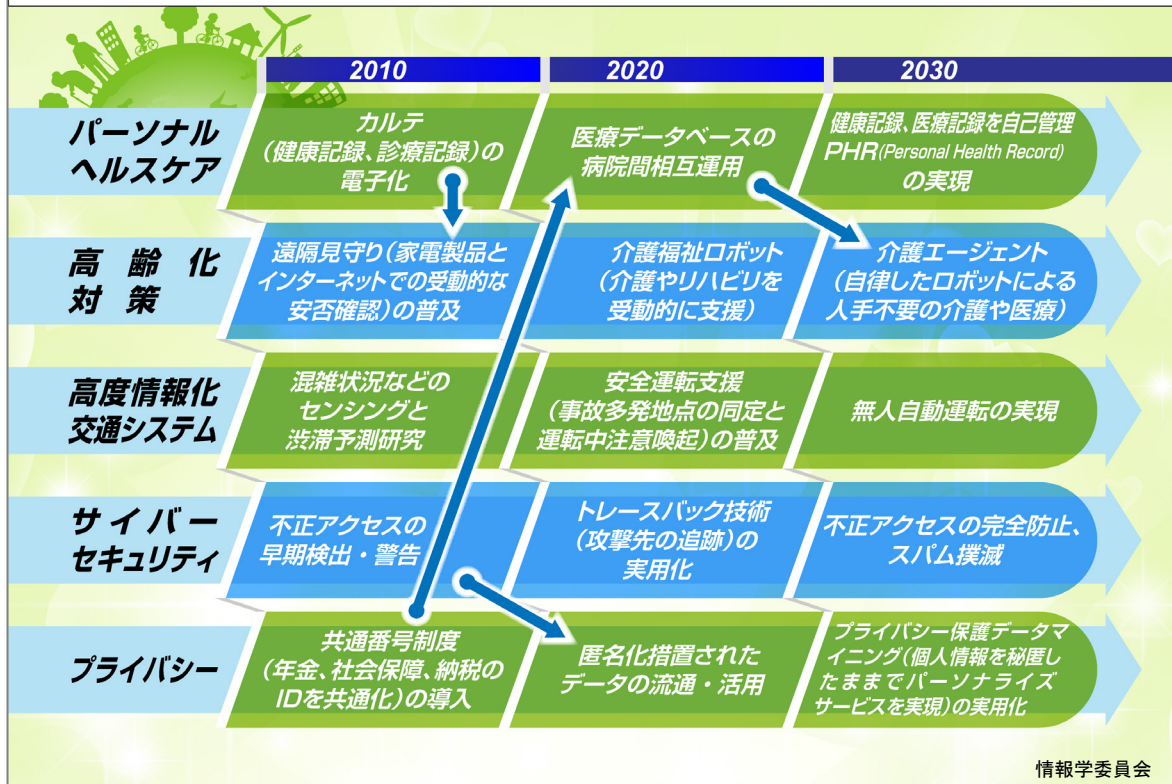 2010
2020
2030
パーソナル
ヘルスケア
カルテ
(健康記録、診療記録)の
電子化
医療データベースの
病院間相互運用
健康記録、医療記録を自己管理
PHR(Personal Health Record)
の実現
高齢化
対策
遠隔見守り(家電製品と
インターネットでの受動的な
安否確認)の普及
介護福祉ロボット
(介護やリハビリを
受動的に支援)
介護エージェント
(自律したロボットによる
人手不要の介護や医療)
高度情報化
交通システム
混雑状況などの
センシングと
渋滞予測研究
安全運転支援
(事故多発地点の同定と
運転中注意喚起)の普及
無人自動運転の実現
サイバー
セキュリティ
不正アクセスの
早期検出・警告
トレースバック技術
(攻撃先の追跡)の
実用化
不正アクセスの完全防止、
スパム撲滅
プライバシー
共通番号制度
(年金、社会保障、納税の
IDを共通化)の導入
匿名化措置された
データの流通・活用
プライバシー保護データマ
イニング(個人情報を秘匿し
たままでパーソナライズ
サービスを実現)の実用化
情報学委員会